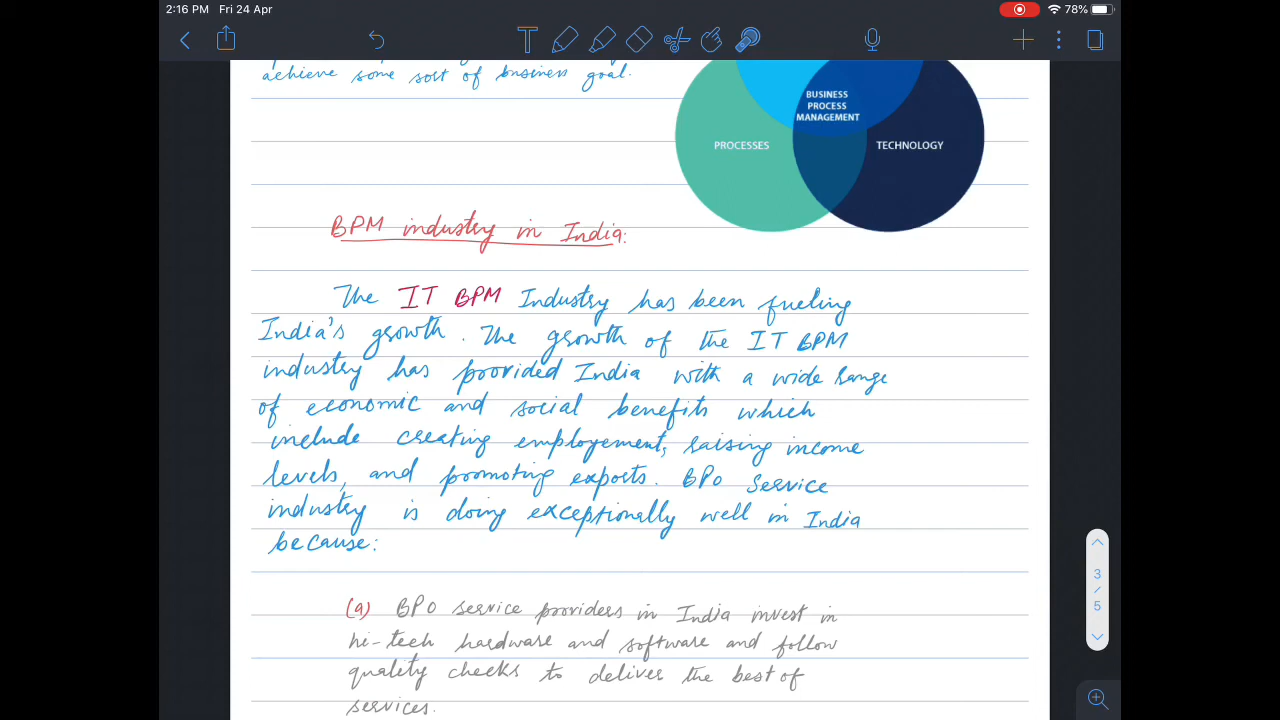 2:16 PM Fri 24 Apr
78%
achieve some sort of business goal.
BUSINESS
PROCESS
MANAGEMENT
PROCESSES
TECHNOLOGY
BPM industry in India:
The IT BPM Industry has been fueling
India's growth. The growth of the IT BPM
industry has provided India with a wide range
of economic and social benefits which
include creating employement, raising income
levels, and promoting exports. BPO Service
industry is doing exceptionally well in India
because:
(a) BPO service providers in India invest in
hi-tech hardware and software and follow
quality checks to deliver the best of
services.
3
/
5